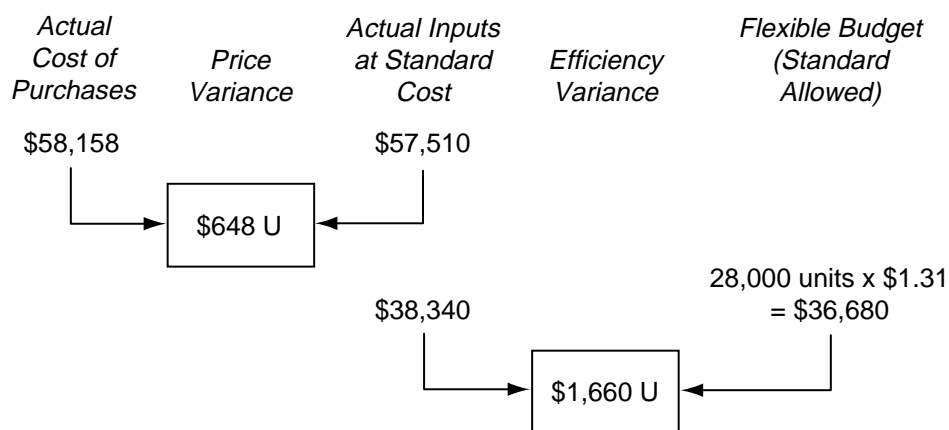 Actual
Cost of
Purchases
Price
Variance
Actual Inputs
at Standard
Cost
Efficiency
Variance
Flexible Budget
(Standard
Allowed)
$58,158
$57,510
$648 U
$38,340
28,000 units x $1.31
= $36,680
$1,660 U